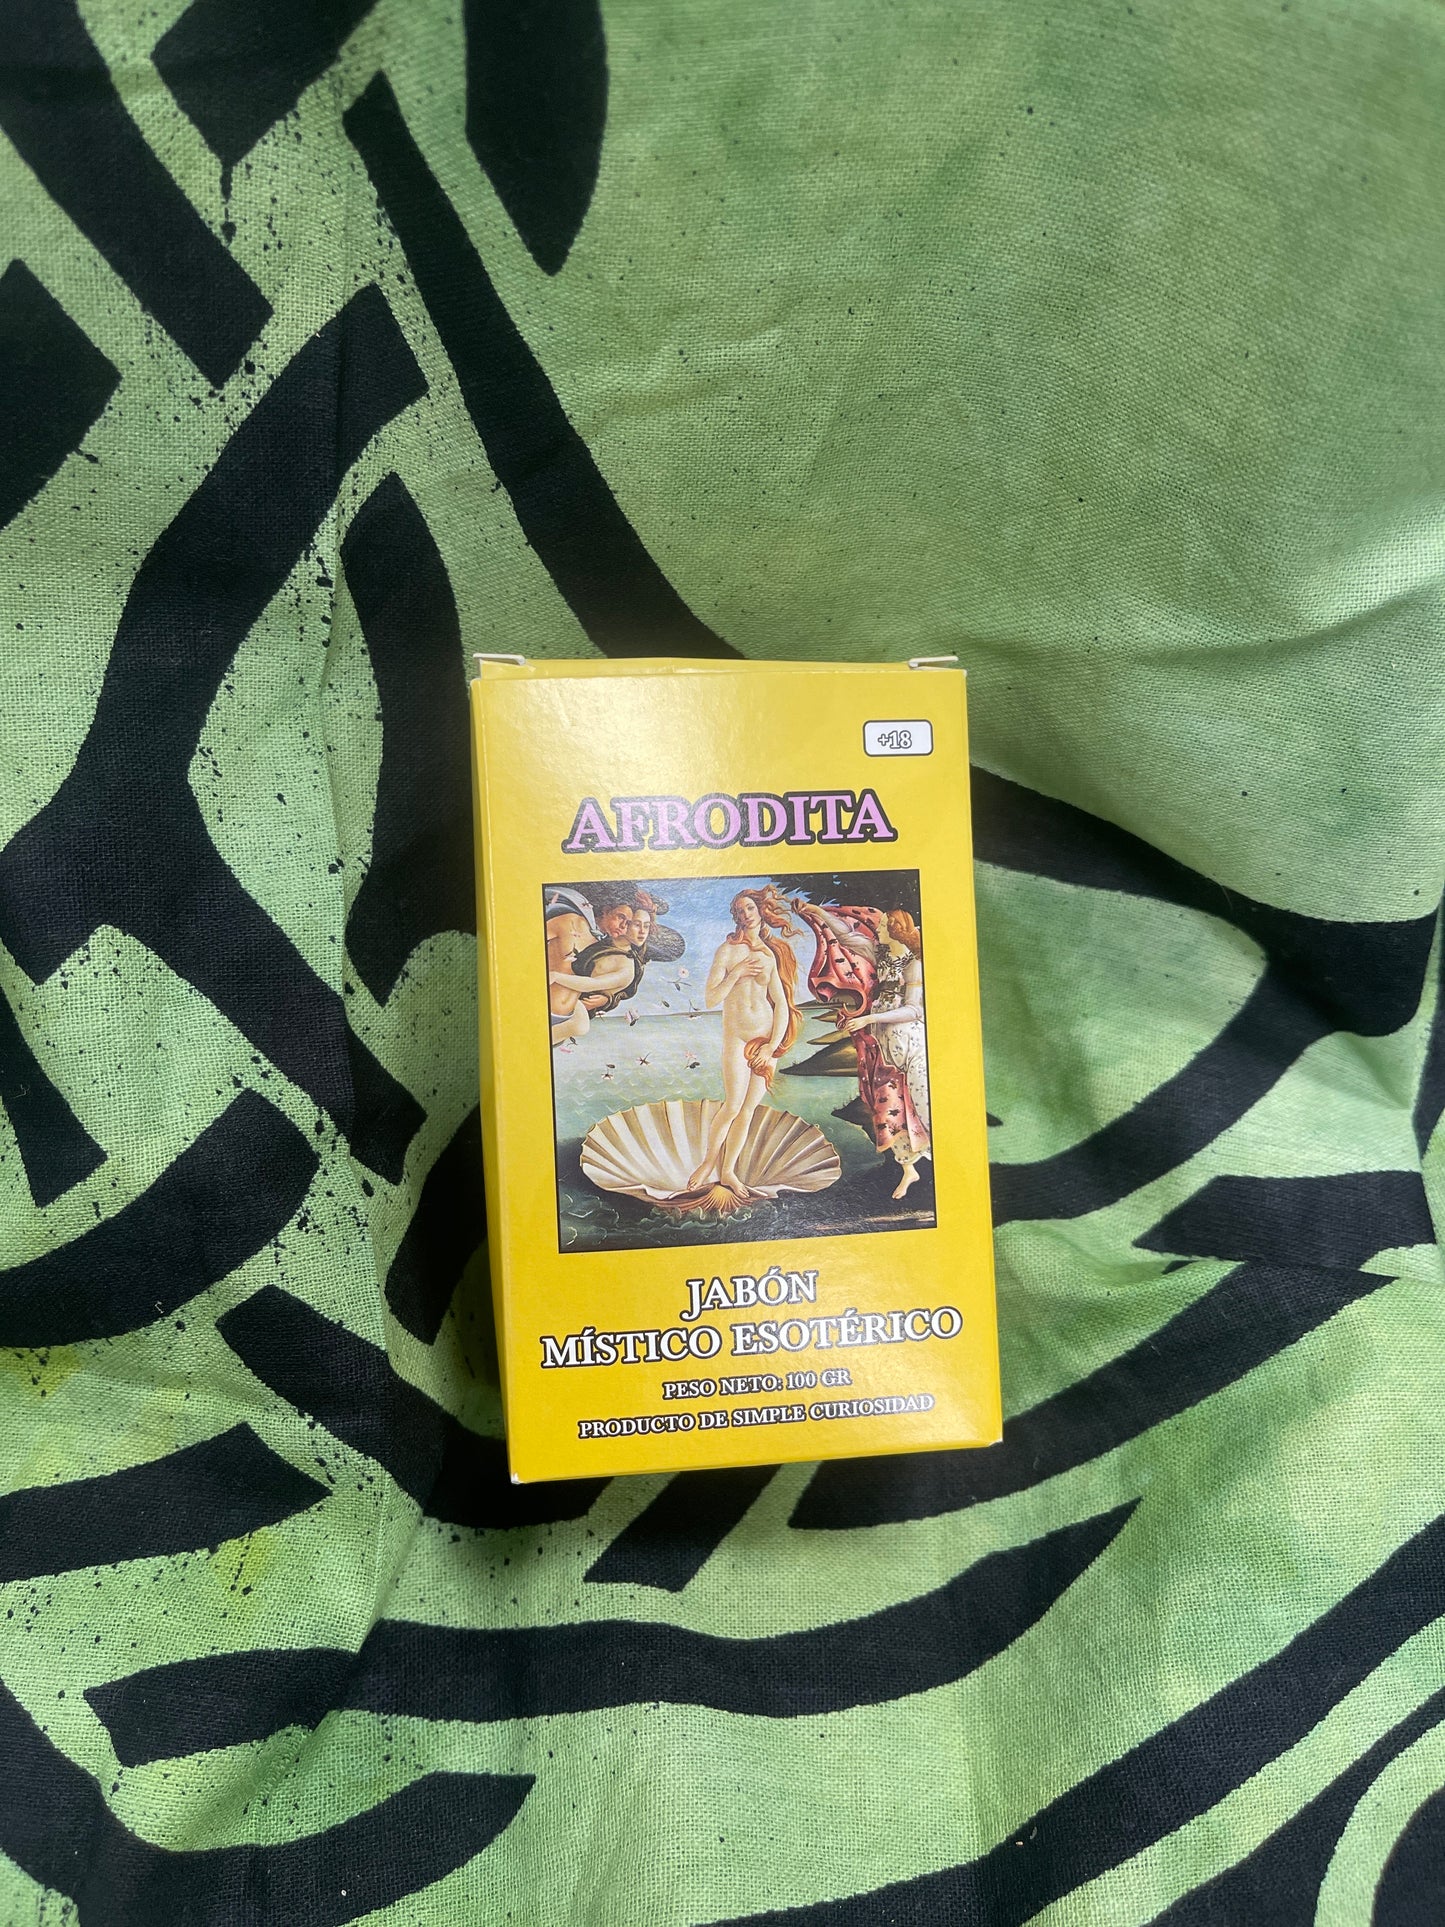 +18
AFRODITA
JABÓN
MÍSTICO ESOTÉRICO
PESO NETO: 100 GR
PRODUCTO DE SIMPLE CURIOSIDAD